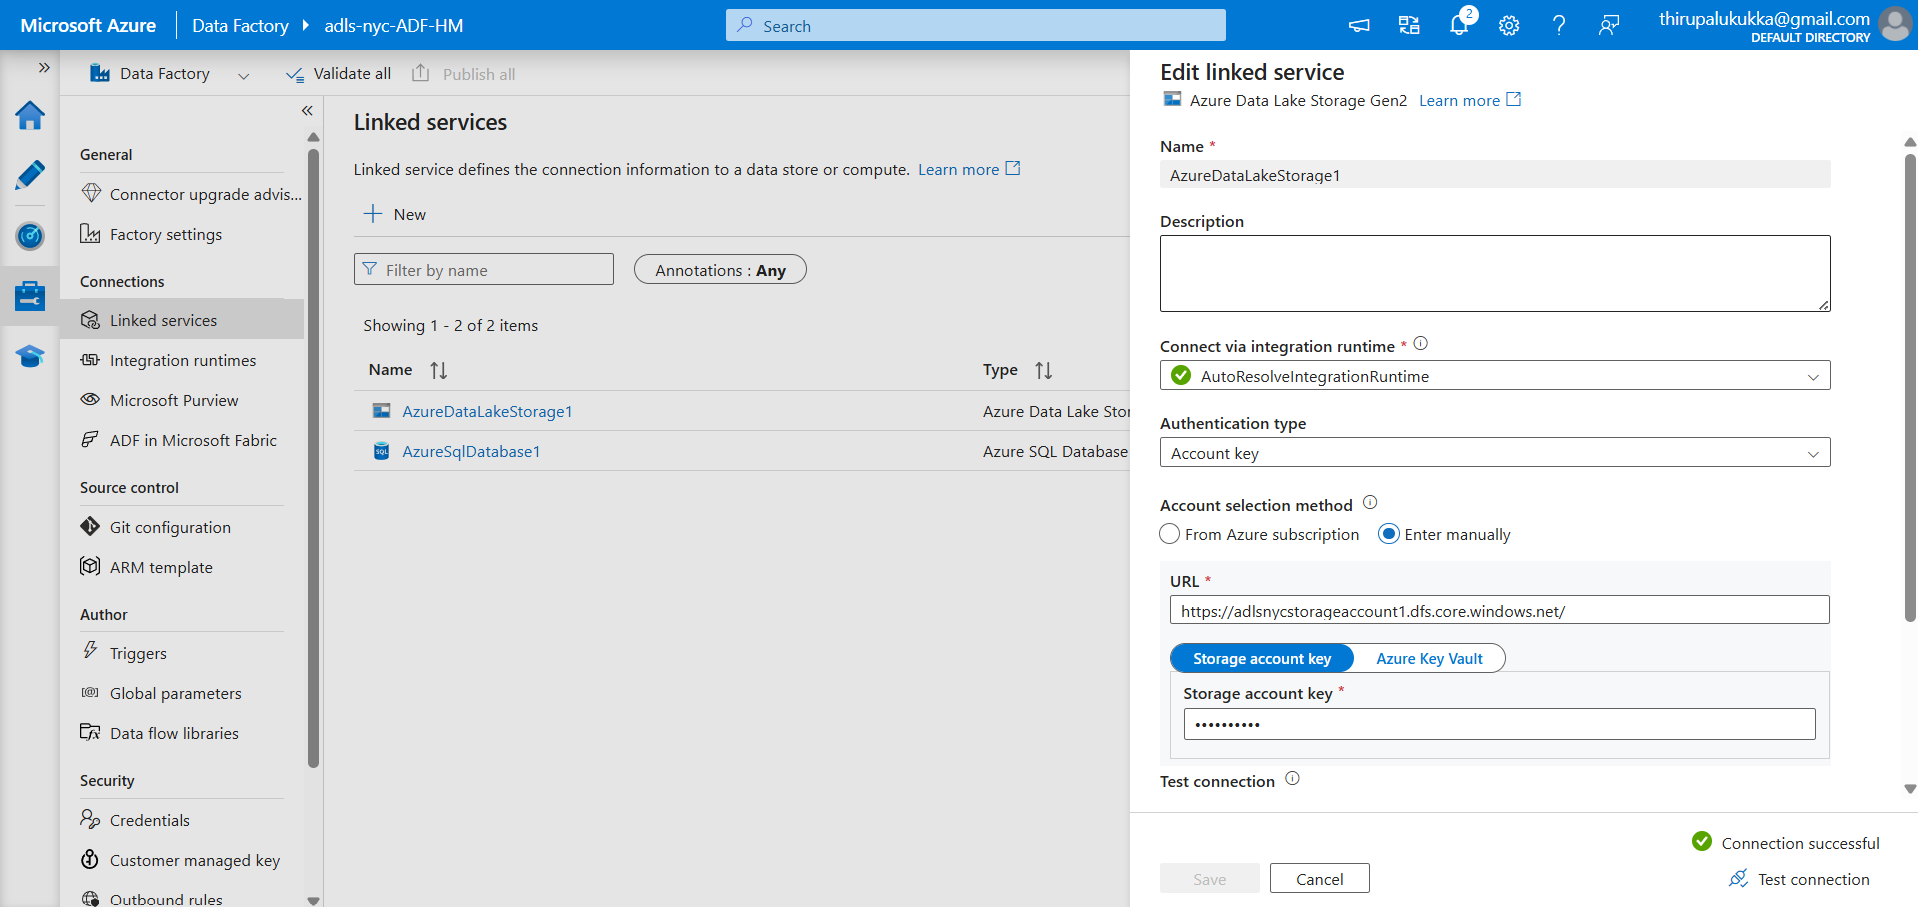 Microsoft Azure
Data Factory
adls-nyc-ADF-HM
Search
2
thirupalukukka@gmail.com
DEFAULT DIRECTORY
Data Factory
Validate all
Publish all
General
Connector upgrade advis...
Factory settings
Connections
Linked services
Integration runtimes
Microsoft Purview
ADF in Microsoft Fabric
Source control
Git configuration
ARM template
Author
Triggers
Global parameters
Data flow libraries
Security
Credentials
Customer managed key
Outbound rules
Linked services
Linked service defines the connection information to a data store or compute. Learn more
New
Filter by name
Annotations : Any
Showing 1 - 2 of 2 items
Name Type
AzureDataLakeStorage1 Azure Data Lake Stor
SQL AzureSqlDatabase1 Azure SQL Database
Edit linked service
Azure Data Lake Storage Gen2 Learn more
Name *
AzureDataLakeStorage1
Description
Connect via integration runtime *
AutoResolveIntegrationRuntime
Authentication type
Account key
Account selection method
From Azure subscription Enter manually
URL *
https://adlsnycstorageaccount1.dfs.core.windows.net/
Storage account key Azure Key Vault
Storage account key *
••••••••••
Test connection
Connection successful
Save Cancel Test connection